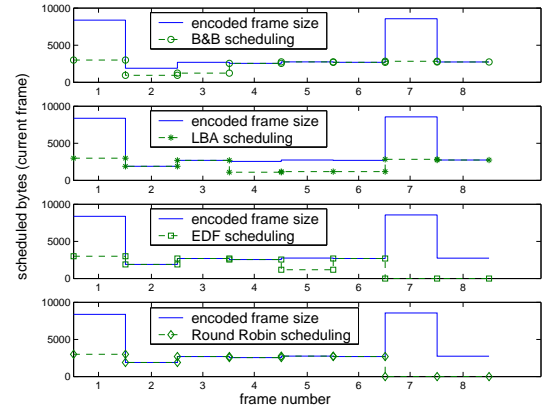 10000
5000
0
encoded frame size
B&B scheduling
1 2 3 4 5 6 7 8
10000
5000
0
encoded frame size
LBA scheduling
1 2 3 4 5 6 7 8
10000
5000
0
encoded frame size
EDF scheduling
1 2 3 4 5 6 7 8
10000
5000
0
encoded frame size
Round Robin scheduling
1 2 3 4 5 6 7 8
frame number
scheduled bytes (current frame)